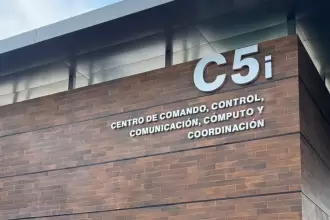 C5i
CENTRO DE COMANDO, CONTROL,
COMUNICACIÓN, CÓMPUTO Y
COORDINACIÓN